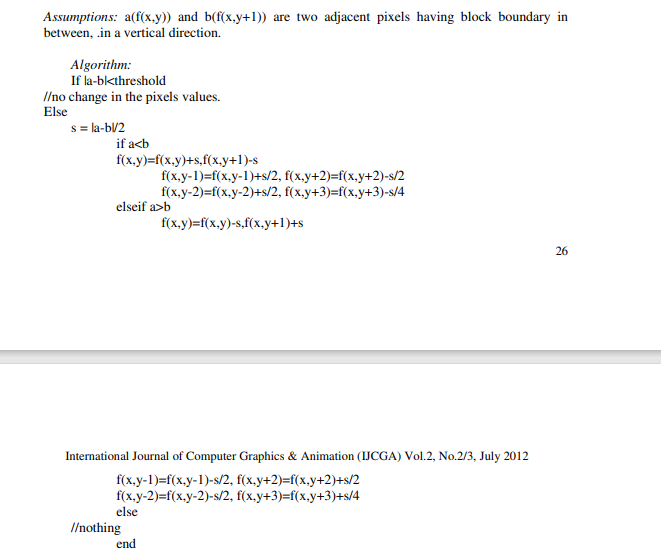 Assumptions: a(f(x,y)) and b(f(x,y+1)) are two adjacent pixels having block boundary in
between, .in a vertical direction.
Algorithm:
If |a-b|<threshold
//no change in the pixels values.
Else
s = |a-b|/2
if a<b
f(x,y)=f(x,y)+s,f(x,y+1)-s
f(x,y-1)=f(x,y-1)+s/2, f(x,y+2)=f(x,y+2)-s/2
f(x,y-2)=f(x,y-2)+s/2, f(x,y+3)=f(x,y+3)-s/4
elseif a>b
f(x,y)=f(x,y)-s,f(x,y+1)+s
26
International Journal of Computer Graphics & Animation (IJCGA) Vol.2, No.2/3, July 2012
f(x,y-1)=f(x,y-1)-s/2, f(x,y+2)=f(x,y+2)+s/2
f(x,y-2)=f(x,y-2)-s/2, f(x,y+3)=f(x,y+3)+s/4
else
//nothing
end